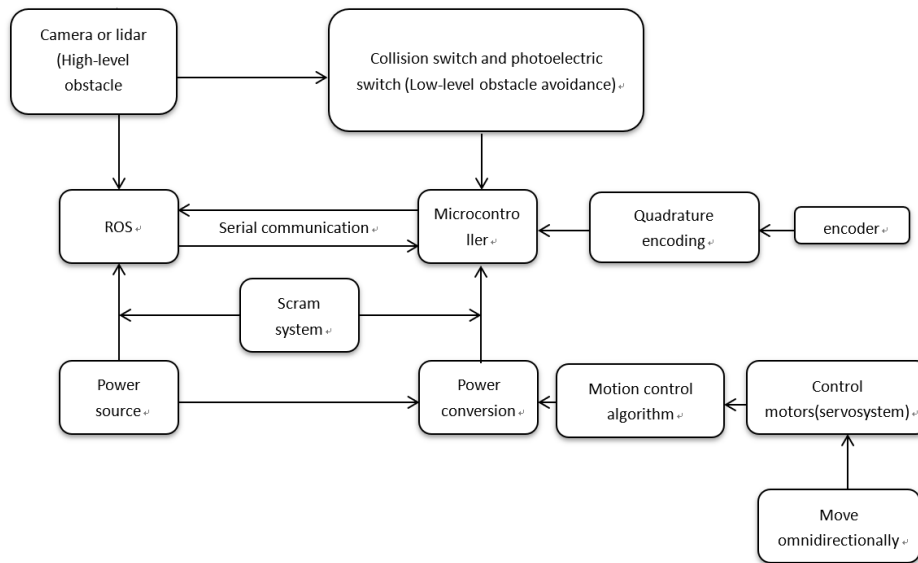 Camera or lidar
(High-level
obstacle
Collision switch and photoelectric
switch (Low-level obstacle avoidance)
ROS
Serial communication
Microcontro
ller
Quadrature
encoding
encoder
Scram
system
Power
source
Power
conversion
Motion control
algorithm
Control
motors(servosystem)
Move
omnidirectionally